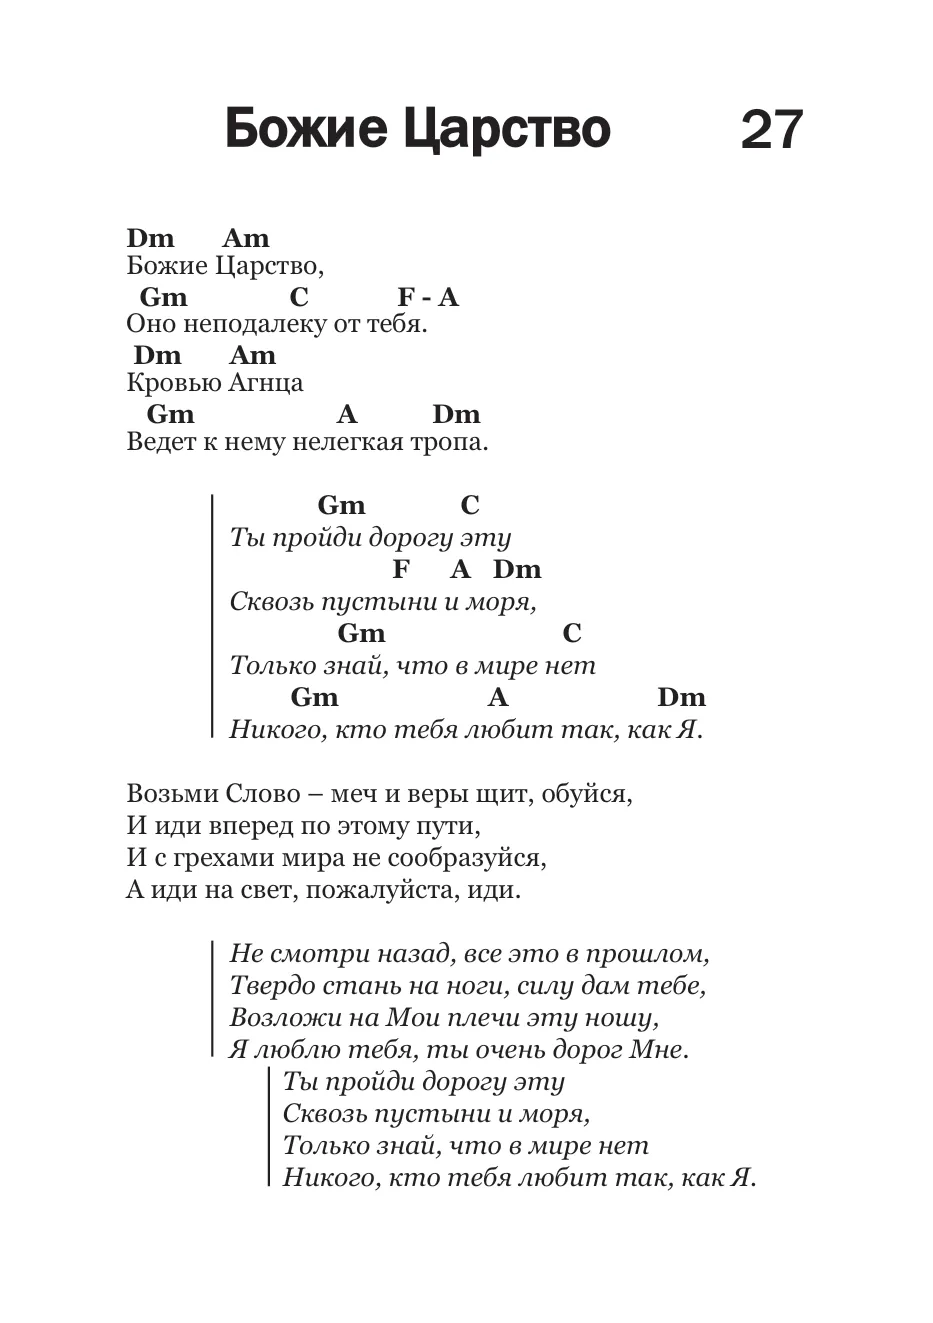 Божие Царство 27
Dm Am
Божие Царство,
Gm C F - A
Оно неподалеку от тебя.
Dm Am
Кровью Агнца
Gm A Dm
Ведет к нему нелегкая тропа.
Gm C
Ты пройди дорогу эту
F A Dm
Сквозь пустыни и моря,
Gm C
Только знай, что в мире нет
Gm A Dm
Никого, кто тебя любит так, как Я.
Возьми Слово – меч и веры щит, обуйся,
И иди вперед по этому пути,
И с грехами мира не сообразуйся,
А иди на свет, пожалуйста, иди.
Не смотри назад, все это в прошлом,
Твердо стань на ноги, силу дам тебе,
Возложи на Мои плечи эту ношу,
Я люблю тебя, ты очень дорог Мне.
Ты пройди дорогу эту
Сквозь пустыни и моря,
Только знай, что в мире нет
Никого, кто тебя любит так, как Я.